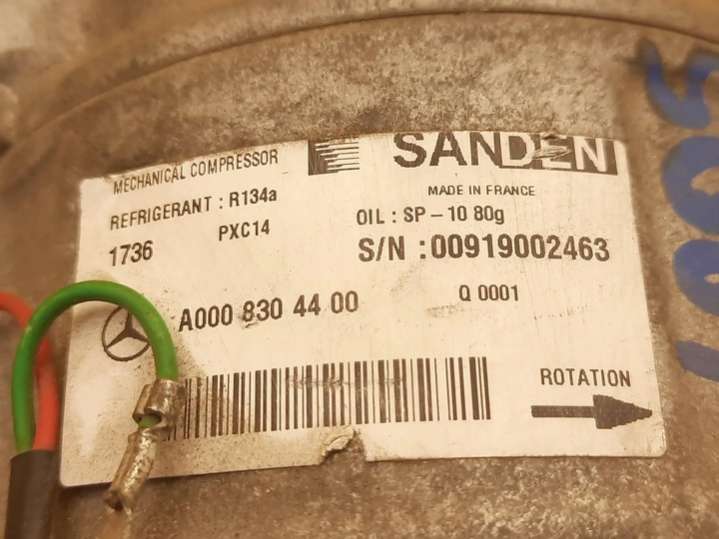 SANDEN
MECHANICAL COMPRESSOR
MADE IN FRANCE
REFRIGERANT : R134a
OIL : SP - 10 80g
1736 PXC14
S/N : 00919002463
A000 830 44 00
Q 0001
ROTATION